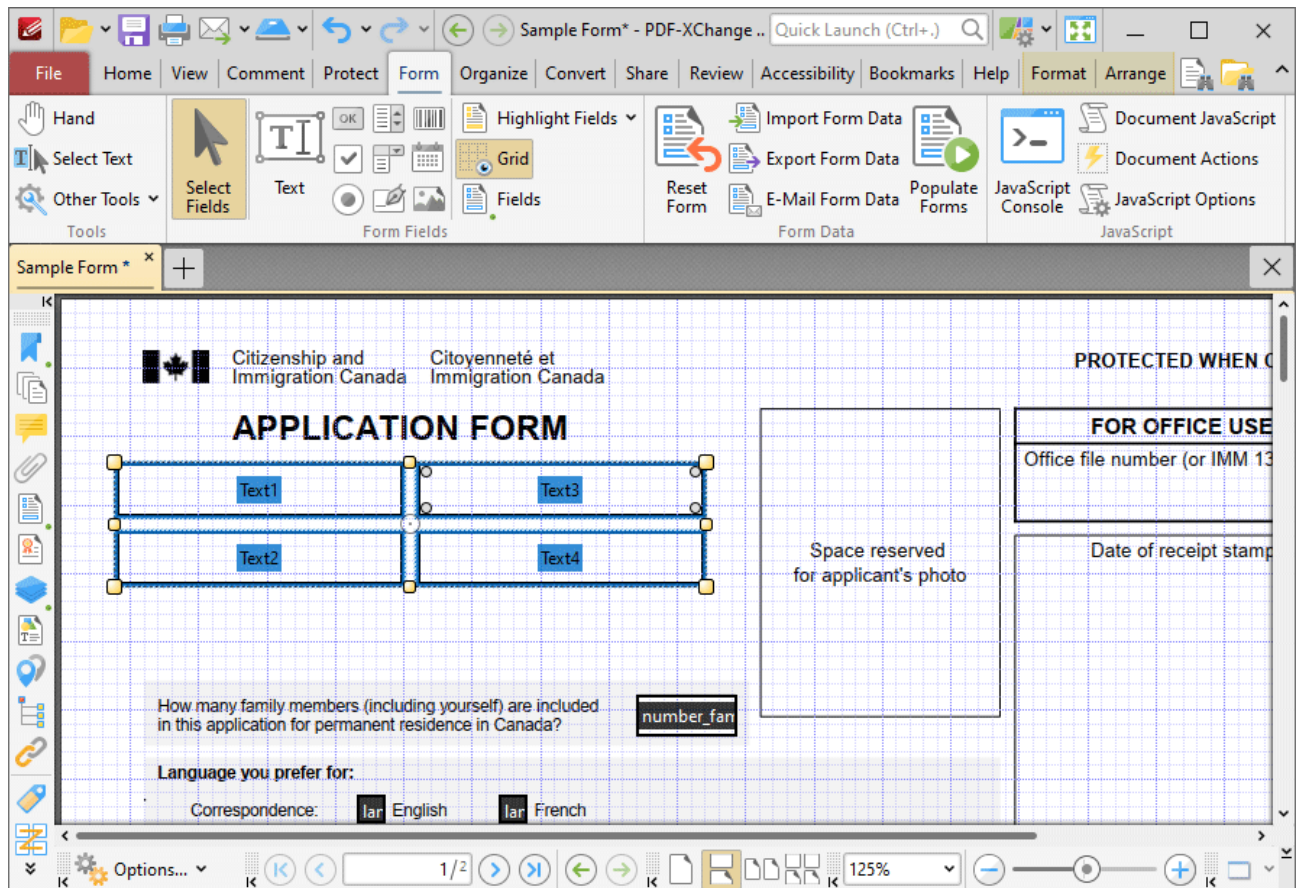 Sample Form* - PDF-XChange ..
Quick Launch (Ctrl+.)
File Home View Comment Protect Form Organize Convert Share Review Accessibility Bookmarks Help Format Arrange
Hand
Select Text
Other Tools
Tools
Select
Fields
Text
OK
Highlight Fields
Grid
Fields
Form Fields
Reset
Form
Import Form Data
Export Form Data
E-Mail Form Data
Populate
Forms
Form Data
JavaScript
Console
Document JavaScript
Document Actions
JavaScript Options
JavaScript
Sample Form *
Citizenship and
Immigration Canada
Citoyenneté et
Immigration Canada
PROTECTED WHEN C
APPLICATION FORM
FOR OFFICE USE
Office file number (or IMM 13
Text1 Text3
Text2 Text4
Space reserved
for applicant's photo
Date of receipt stamp
How many family members (including yourself) are included
in this application for permanent residence in Canada?
number_fam
Language you prefer for:
Correspondence: lar English lar French
Options... 1/2 125%